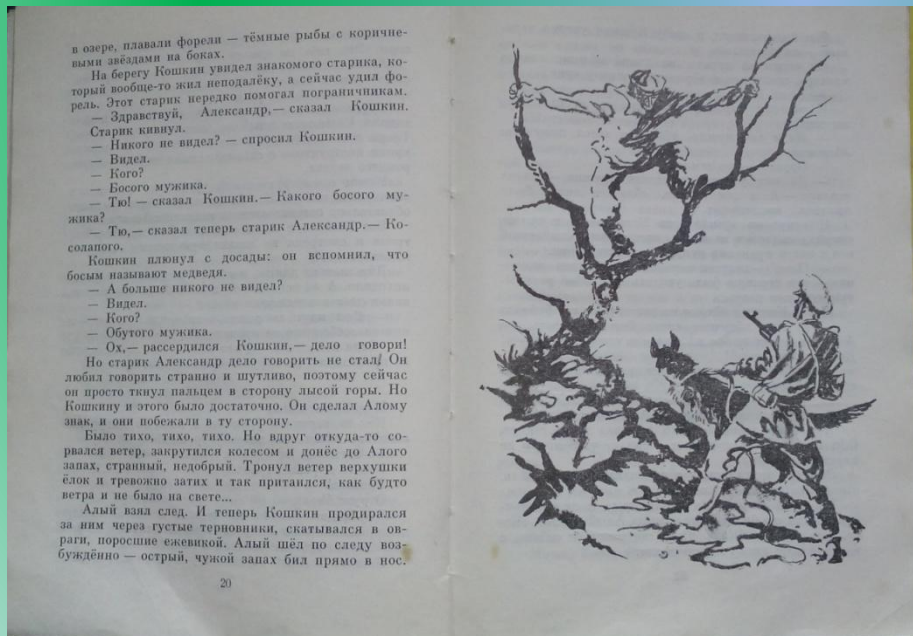 в озере, плавали форели — тёмные рыбы с коричне-
выми звёздами на боках.
На берегу Кошкин увидел знакомого старика, ко-
торый вообще-то жил неподалёку, а сейчас удил фо-
рель. Этот старик нередко помогал пограничникам.
— Здравствуй, Александр,— сказал Кошкин.
Старик кивнул.
— Никого не видел? — спросил Кошкин.
— Видел.
— Кого?
— Босого мужика.
— Тю! — сказал Кошкин.— Какого босого му-
жика?
— Тю,— сказал теперь старик Александр.— Ко-
солапого.
Кошкин плюнул с досады: он вспомнил, что
босым называют медведя.
— А больше никого не видел?
— Видел.
— Кого?
— Обутого мужика.
— Ох,— рассердился Кошкин,— дело говори!
Но старик Александр дело говорить не стал. Он
любил говорить странно и шутливо, поэтому сейчас
он просто ткнул пальцем в сторону лысой горы. Но
Кошкину и этого было достаточно. Он сделал Алому
знак, и они побежали в ту сторону.
Было тихо, тихо, тихо. Но вдруг откуда-то со-
рвался ветер, закрутился колесом и донёс до Алого
запах, странный, недобрый. Тронул ветер верхушки
ёлок и тревожно затих и так притаился, как будто
ветра и не было на свете...
Алый взял след. И теперь Кошкин продирался
за ним через густые терновники, скатывался в ов-
раги, поросшие ежевикой. Алый шёл по следу воз-
буждённо — острый, чужой запах бил прямо в нос.
20